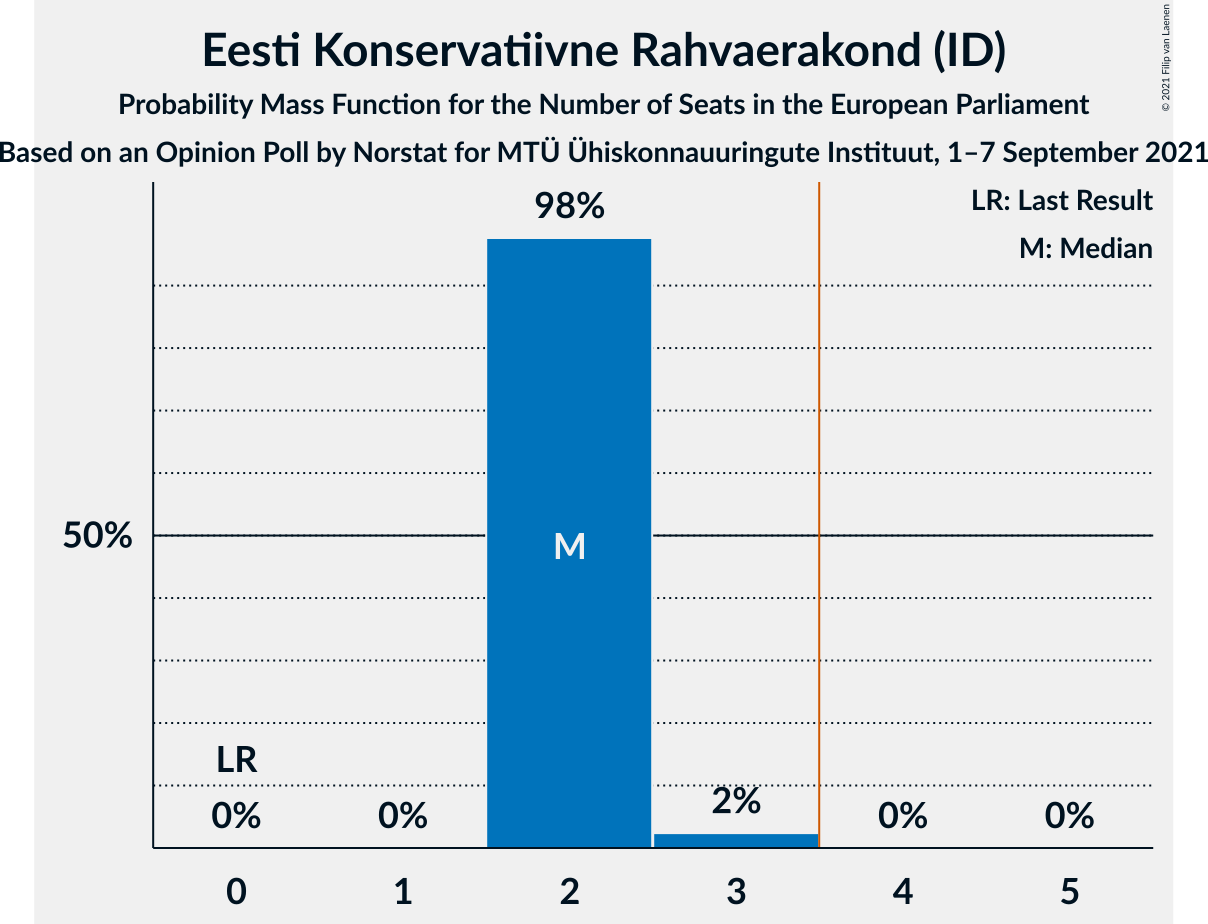 Eesti Konservatiivne Rahvaerakond (ID)
Probability Mass Function for the Number of Seats in the European Parliament
Based on an Opinion Poll by Norstat for MTÜ Ühiskonnauuringute Instituut, 1–7 September 2021
© 2021 Filip van Laenen
LR: Last Result
M: Median
98%
50%
M
LR
0%
0%
2%
0%
0%
0
1
2
3
4
5